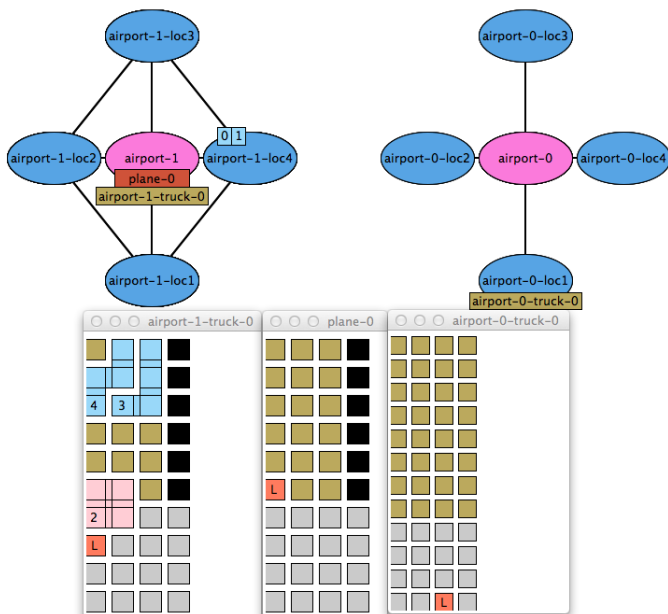 airport-1-loc3
airport-0-loc3
0 1
airport-1-loc2
airport-1
airport-1-loc4
airport-0-loc2
airport-0
airport-0-loc4
plane-0
airport-1-truck-0
airport-1-loc1
airport-0-loc1
airport-0-truck-0
airport-1-truck-0
plane-0
airport-0-truck-0
4 3
L
2
L
L